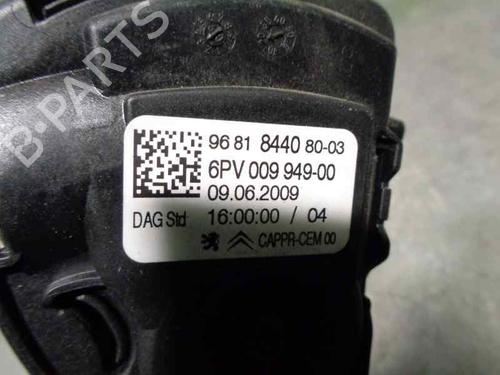 B-PARTS
96 81 8440 80-03
6PV 009 949-00
09.06.2009
DAG Std 16:00:00 / 04
CAPPR-CEM 00